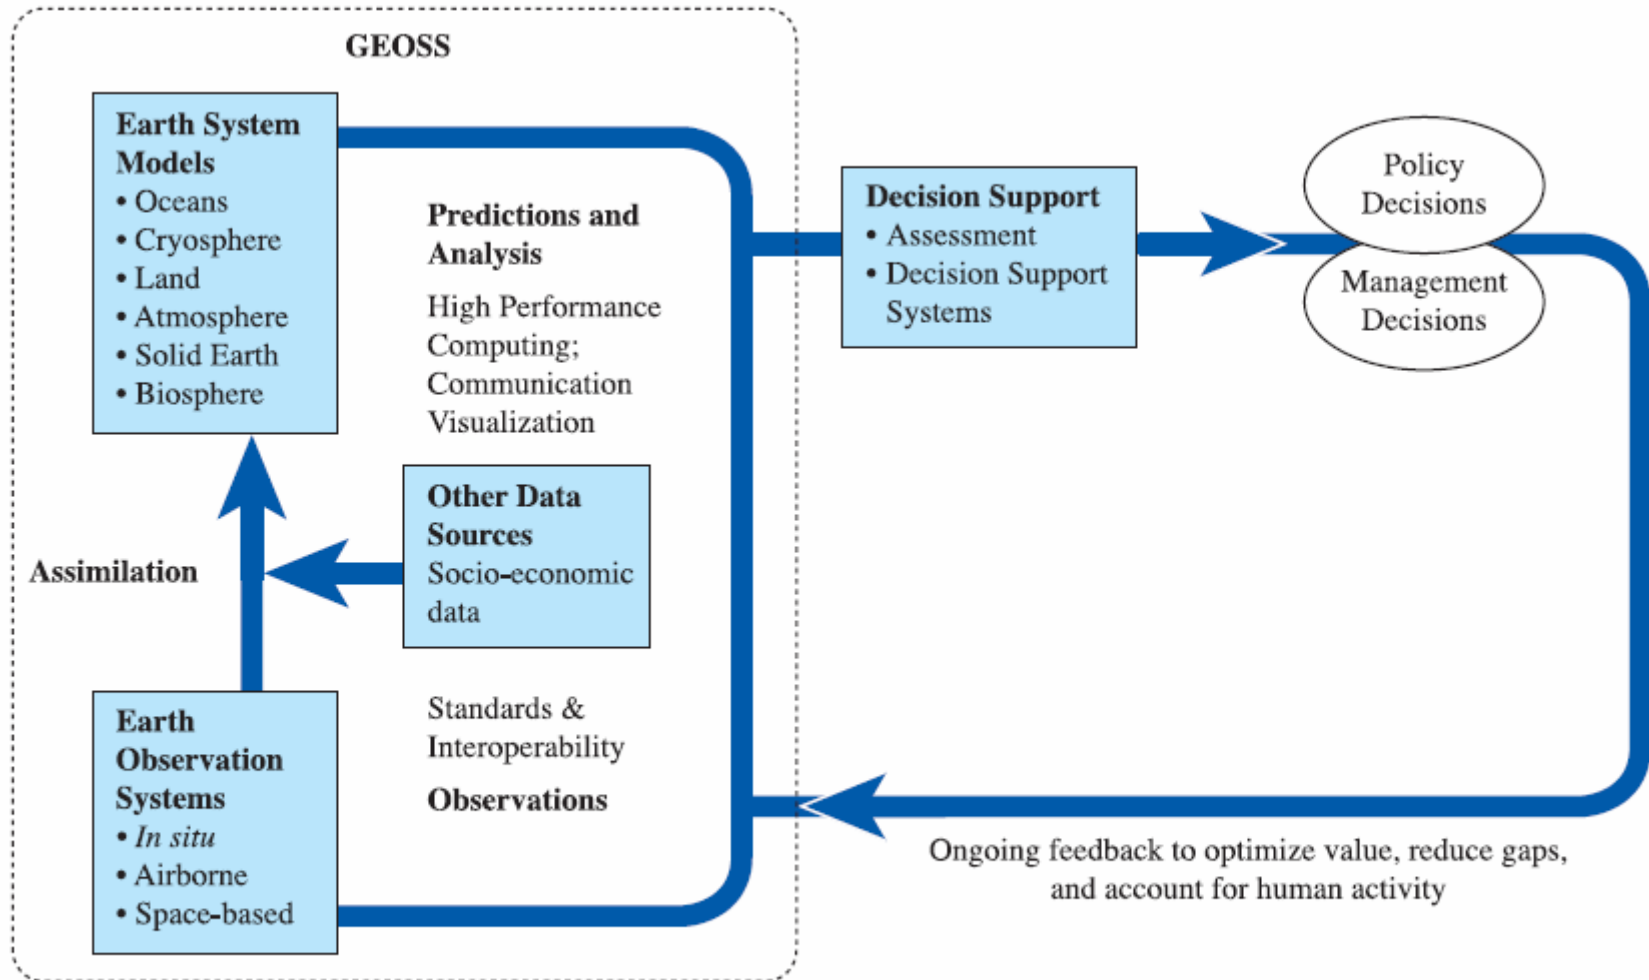 GEOSS
Earth System
Models
• Oceans
• Cryosphere
• Land
• Atmosphere
• Solid Earth
• Biosphere
Predictions and
Analysis
High Performance
Computing;
Communication
Visualization
Other Data
Sources
Socio-economic
data
Assimilation
Earth
Observation
Systems
• In situ
• Airborne
• Space-based
Standards &
Interoperability
Observations
Decision Support
• Assessment
• Decision Support
Systems
Policy
Decisions
Management
Decisions
Ongoing feedback to optimize value, reduce gaps,
and account for human activity